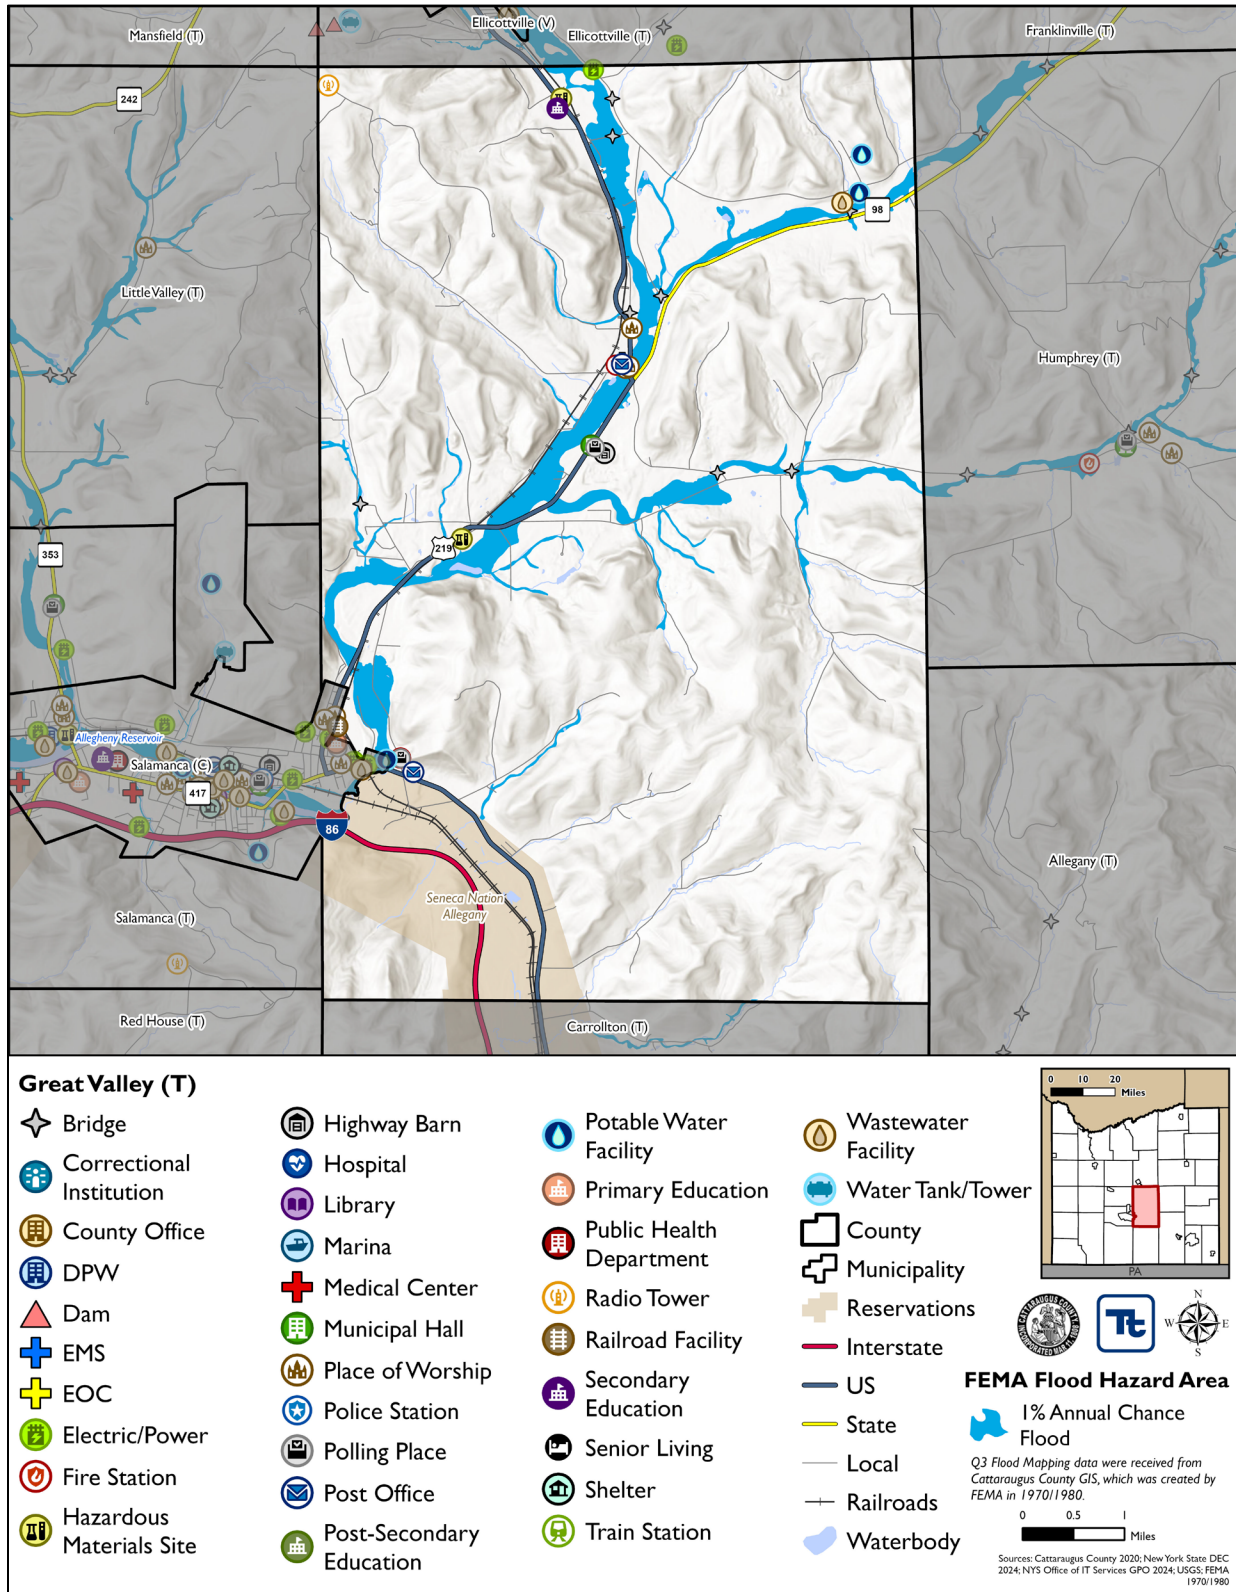 Mansfield (T)
Ellicottville (V)
Ellicottville (T)
Franklinville (T)
242
98
Little Valley (T)
Humphrey (T)
353
219
Allegheny Reservoir
Salamanca (C)
417
86
Seneca Nation
Allegany
Allegany (T)
Salamanca (T)
Red House (T)
Carrollton (T)
Great Valley (T)
Bridge
Correctional
Institution
County Office
DPW
Dam
EMS
EOC
Electric/Power
Fire Station
Hazardous
Materials Site
Highway Barn
Hospital
Library
Marina
Medical Center
Municipal Hall
Place of Worship
Police Station
Polling Place
Post Office
Post-Secondary
Education
Potable Water
Facility
Primary Education
Public Health
Department
Radio Tower
Railroad Facility
Secondary
Education
Senior Living
Shelter
Train Station
Wastewater
Facility
Water Tank/Tower
County
Municipality
Reservations
Interstate
US
State
Local
Railroads
Waterbody
0 10 20
Miles
PA
CATTARAUGUS COUNTY
INCORPORATED MAR. 11, 1808
Tt
N
W E
S
FEMA Flood Hazard Area
1% Annual Chance
Flood
Q3 Flood Mapping data were received from
Cattaraugus County GIS, which was created by
FEMA in 1970/1980.
0 0.5 1
Miles
Sources: Cattaraugus County 2020; New York State DEC
2024; NYS Office of IT Services GPO 2024; USGS; FEMA
1970/1980